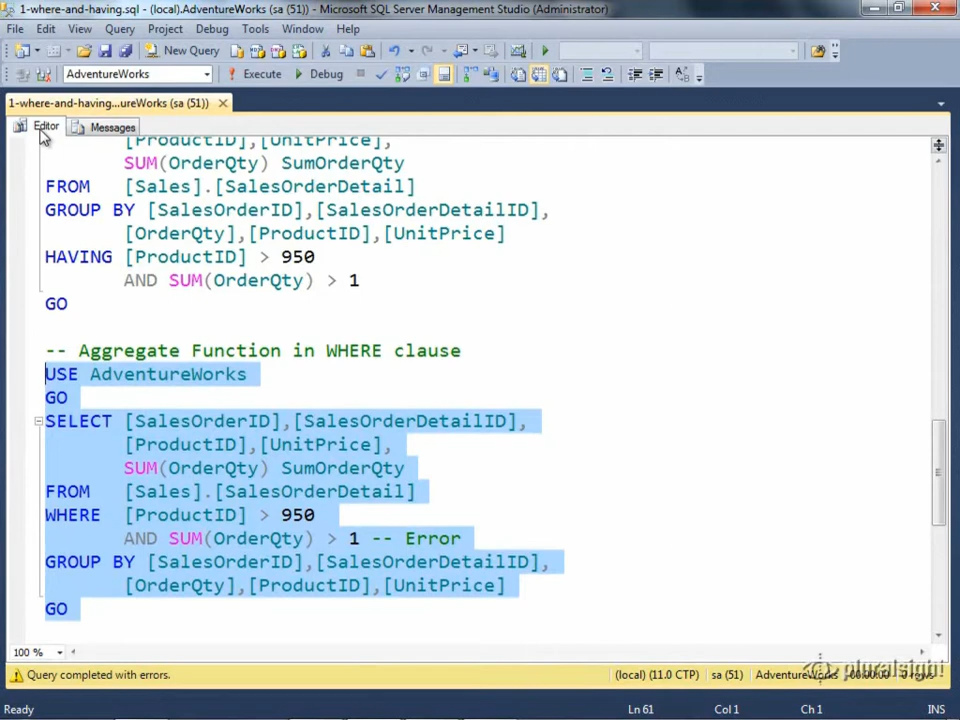 1-where-and-having.sql - (local).AdventureWorks (sa (51)) - Microsoft SQL Server Management Studio (Administrator)
File Edit View Query Project Debug Tools Window Help
New Query
AdventureWorks Execute Debug
1-where-and-having...ureWorks (sa (51))
Editor Messages
[ProductID],[UnitPrice],
SUM(OrderQty) SumOrderQty
FROM [Sales].[SalesOrderDetail]
GROUP BY [SalesOrderID],[SalesOrderDetailID],
[OrderQty],[ProductID],[UnitPrice]
HAVING [ProductID] > 950
AND SUM(OrderQty) > 1
GO
-- Aggregate Function in WHERE clause
USE AdventureWorks
GO
SELECT [SalesOrderID],[SalesOrderDetailID],
[ProductID],[UnitPrice],
SUM(OrderQty) SumOrderQty
FROM [Sales].[SalesOrderDetail]
WHERE [ProductID] > 950
AND SUM(OrderQty) > 1 -- Error
GROUP BY [SalesOrderID],[SalesOrderDetailID],
[OrderQty],[ProductID],[UnitPrice]
GO
100 %
pluralsight
Query completed with errors. (local) (11.0 CTP) sa (51) AdventureWorks 00:00:00 0 rows
Ready Ln 61 Col 1 Ch 1 INS